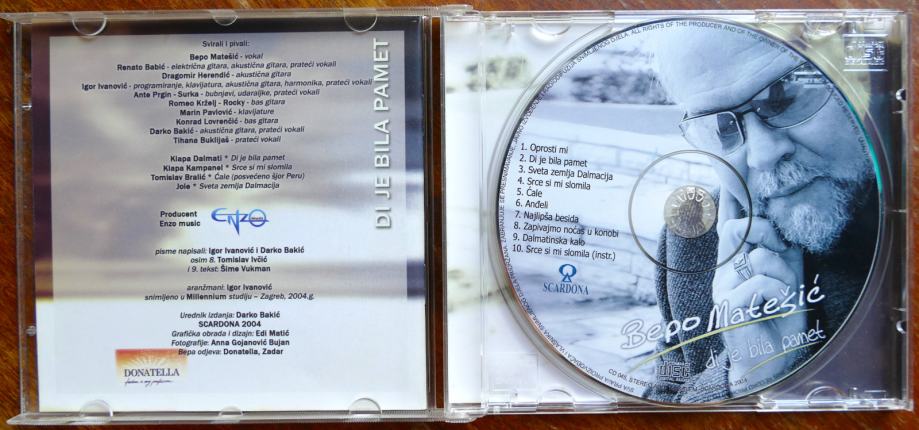 Svirali i pivali:
Bepo Matešić - vokal
Renato Babić - električna gitara, akustična gitara, prateći vokali
Dragomir Herendić - akustična gitara
Igor Ivanović - programiranje, klavijatura, akustična gitara, harmonika, prateći vokali
Ante Prgin - Surka - bubnjevi, udaraljke, prateći vokali
Romeo Krželj - Rocky - bas gitara
Marin Pavlović - klavijature
Konrad Lovrenčić - bas gitara
Darko Bakić - akustična gitara, prateći vokali
Tihana Buklijaš - prateći vokali
Klapa Dalmati * Di je bila pamet
Klapa Kampanel * Srce si mi slomila
Tomislav Bralić * Ćale (posvećeno šjor Peru)
Jole * Sveta zemlja Dalmacija
Producent
Enzo music
ENZO
pisme napisali: Igor Ivanović i Darko Bakić
osim 8. Tomislav Ivčić
i 9. tekst: Šime Vukman
aranžmani: Igor Ivanović
snimljeno u Millennium studiju – Zagreb, 2004.g.
Urednik izdanja: Darko Bakić
SCARDONA 2004
Grafička obrada i dizajn: Edi Matić
Fotografije: Anna Gojanović Bujan
Bepa odjeva: Donatella, Zadar
DONATELLA
DI JE BILA PAMET
1. Oprosti mi
2. Di je bila pamet
3. Sveta zemlja Dalmacija
4. Srce si mi slomila
5. Ćale
6. Anđeli
7. Najlipša besida
8. Zapivajmo noćas u konobi
9. Dalmatinska kalo
10. Srce si mi slomila (instr.)
SCARDONA
Bepo Matešić
di je bila pamet